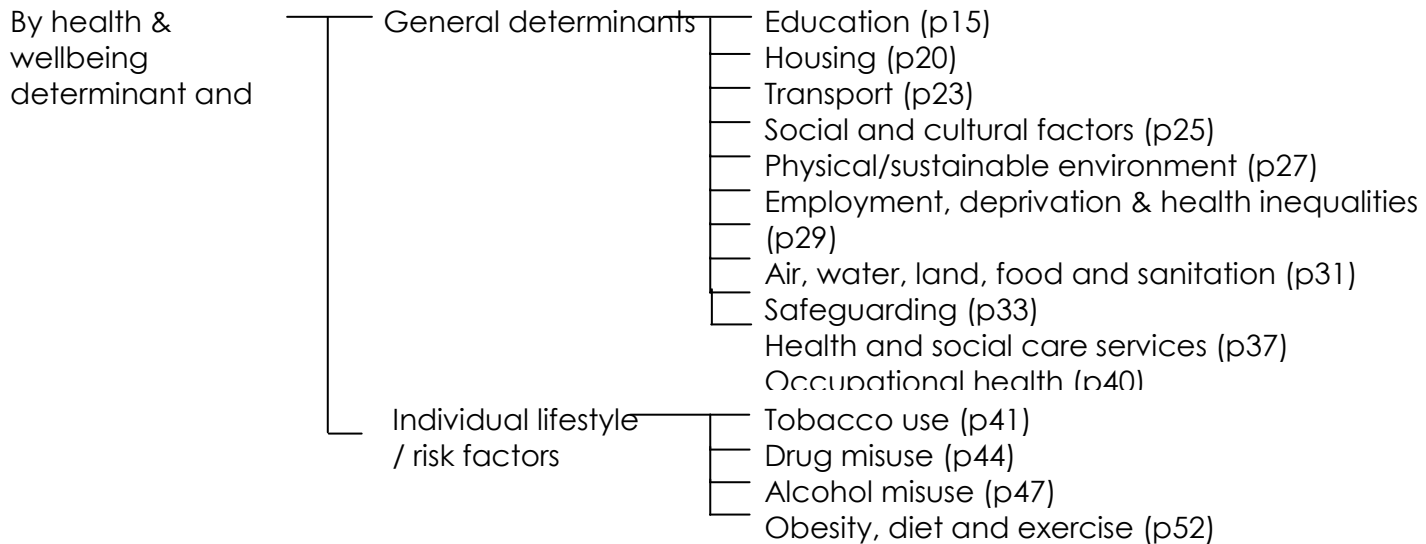 By health &
wellbeing
determinant and
General determinants
Education (p15)
Housing (p20)
Transport (p23)
Social and cultural factors (p25)
Physical/sustainable environment (p27)
Employment, deprivation & health inequalities
(p29)
Air, water, land, food and sanitation (p31)
Safeguarding (p33)
Health and social care services (p37)
Occupational health (p40)
Individual lifestyle
/ risk factors
Tobacco use (p41)
Drug misuse (p44)
Alcohol misuse (p47)
Obesity, diet and exercise (p52)